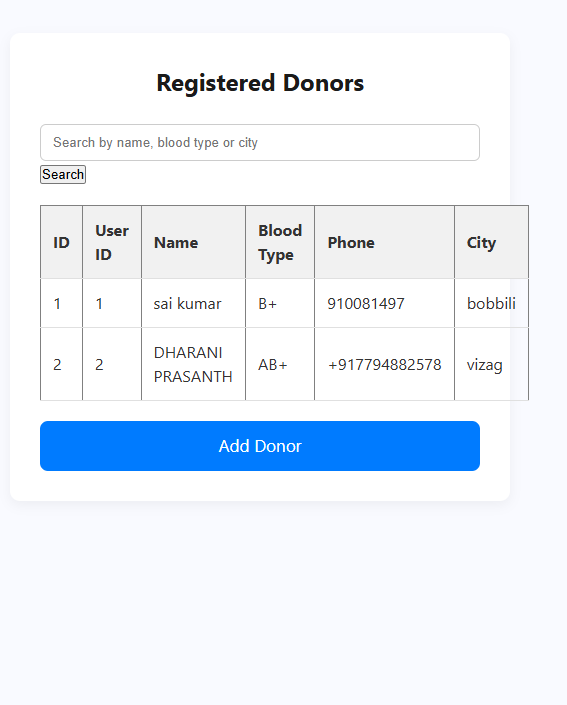 Registered Donors
Search by name, blood type or city
Search
ID User ID Name Blood Type Phone City
1 1 sai kumar B+ 910081497 bobbili
2 2 DHARANI PRASANTH AB+ +917794882578 vizag
Add Donor